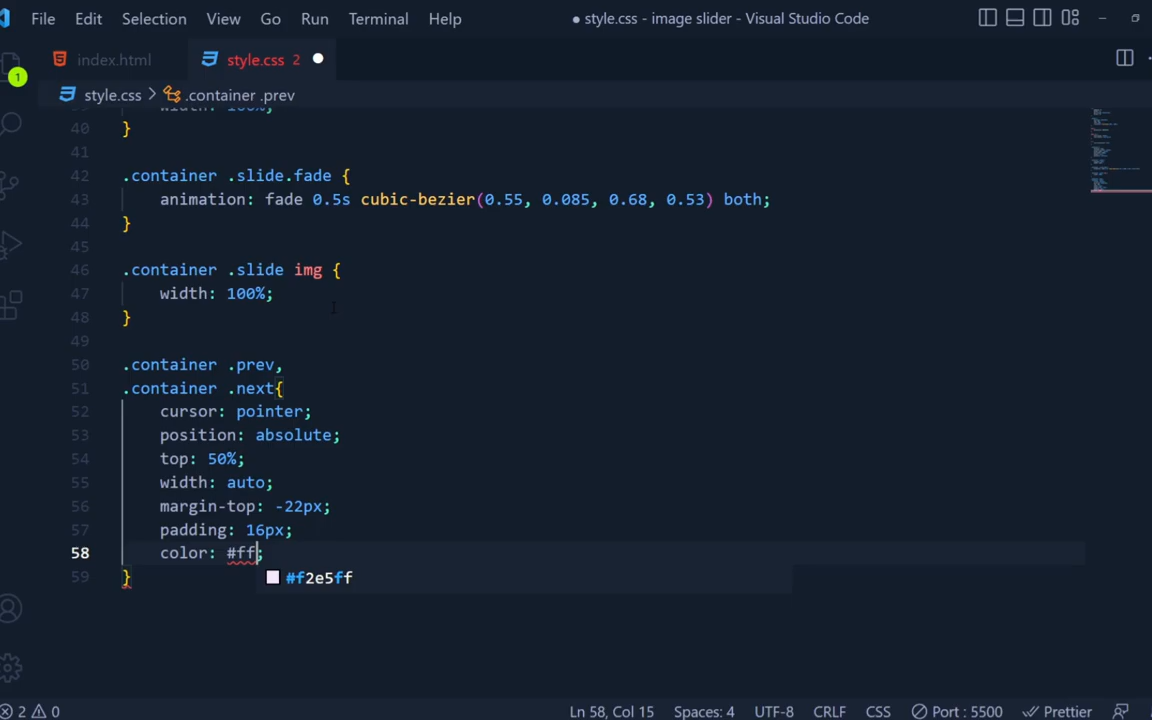 File Edit Selection View Go Run Terminal Help ● style.css - image slider - Visual Studio Code
index.html style.css 2
1
style.css > .container .prev
40 }
41
42 .container .slide.fade {
43 animation: fade 0.5s cubic-bezier(0.55, 0.085, 0.68, 0.53) both;
44 }
45
46 .container .slide img {
47 width: 100%;
48 }
49
50 .container .prev,
51 .container .next{
52 cursor: pointer;
53 position: absolute;
54 top: 50%;
55 width: auto;
56 margin-top: -22px;
57 padding: 16px;
58 color: #ff;
59 }
#f2e5ff
2 0 Ln 58, Col 15 Spaces: 4 UTF-8 CRLF CSS Port : 5500 Prettier